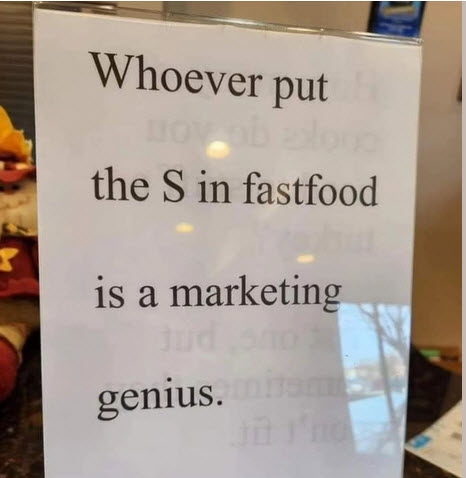 Whoever put
the S in fastfood
is a marketing
genius.